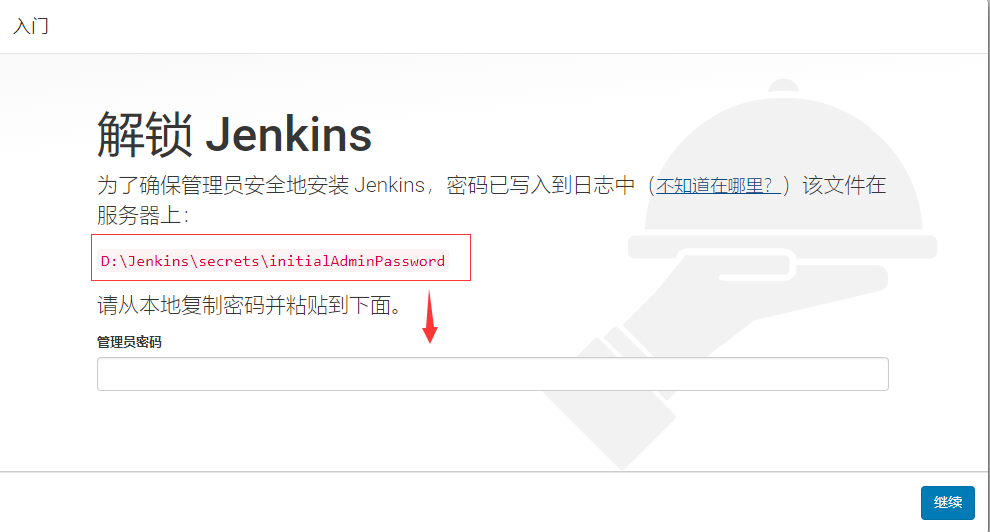 入门
解锁 Jenkins
为了确保管理员安全地安装 Jenkins，密码已写入到日志中（不知道在哪里？）该文件在
服务器上：
D:\Jenkins\secrets\initialAdminPassword
请从本地复制密码并粘贴到下面。
管理员密码
继续